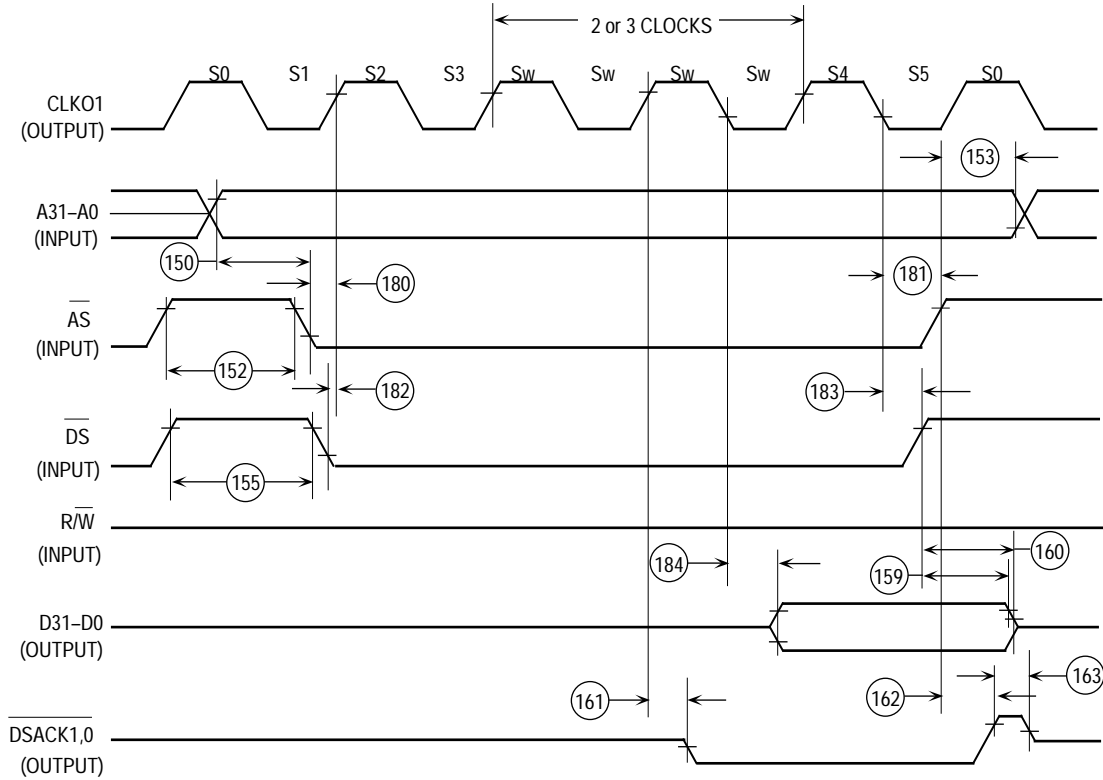 2 or 3 CLOCKS
S0 S1 S2 S3 Sw Sw Sw Sw S4 S5 S0
CLKO1
(OUTPUT)
153
A31–A0
(INPUT)
150
180
181
AS
(INPUT)
152
182
183
DS
(INPUT)
155
R/W
(INPUT)
160
184
159
D31–D0
(OUTPUT)
163
161
162
DSACK1,0
(OUTPUT)